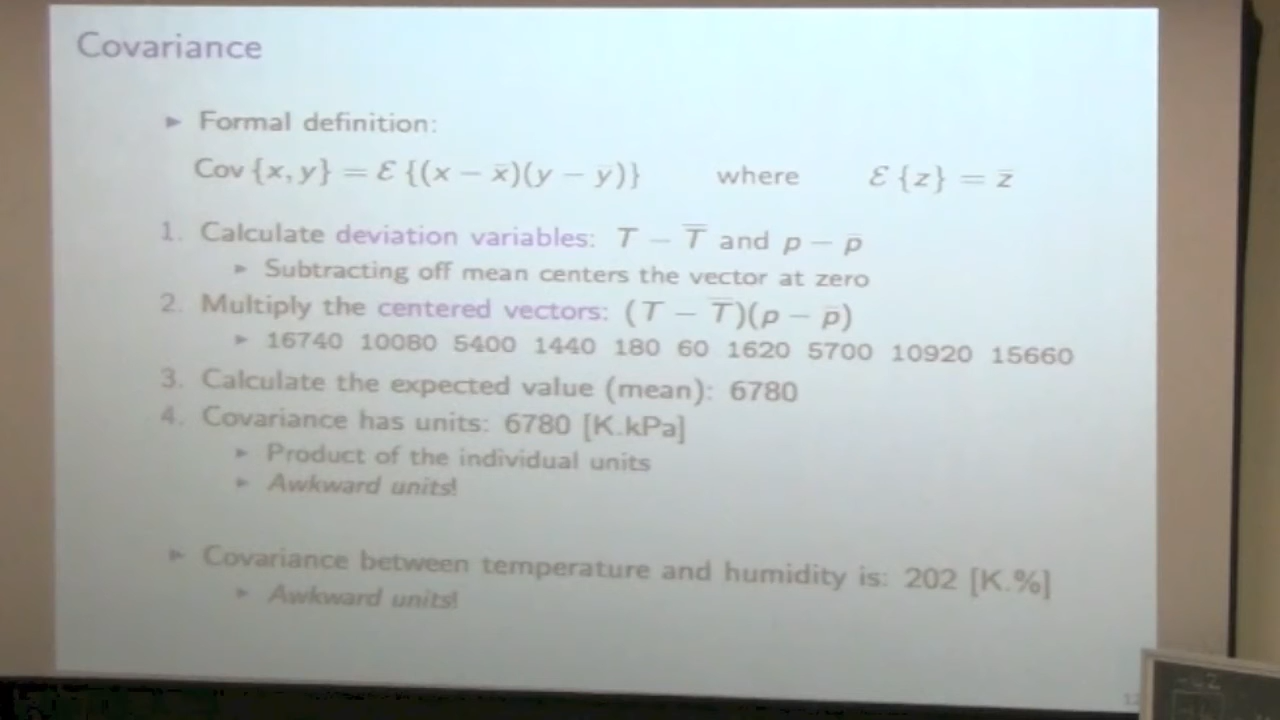 Covariance
► Formal definition:
Cov {x, y} = ℰ {(x − x̄)(y − ȳ)} where ℰ {z} = z̄
1. Calculate deviation variables: T − T̅ and p − p̄
► Subtracting off mean centers the vector at zero
2. Multiply the centered vectors: (T − T̅)(p − p̄)
► 16740 10080 5400 1440 180 60 1620 5700 10920 15660
3. Calculate the expected value (mean): 6780
4. Covariance has units: 6780 [K.kPa]
► Product of the individual units
► Awkward units!
► Covariance between temperature and humidity is: 202 [K.%]
► Awkward units!